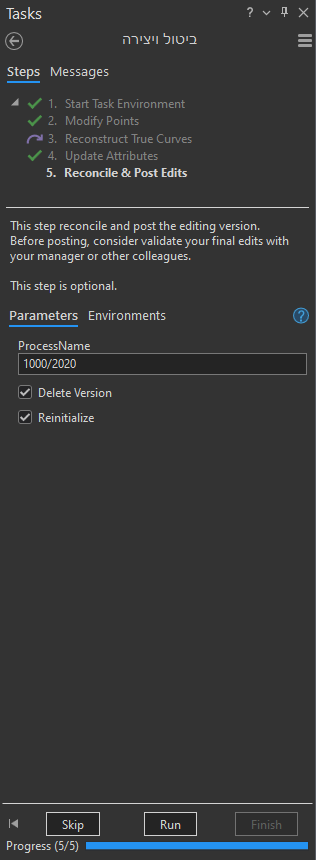 Tasks
ביטול ויצירה
Steps Messages
1. Start Task Environment
2. Modify Points
3. Reconstruct True Curves
4. Update Attributes
5. Reconcile & Post Edits
This step reconcile and post the editing version.
Before posting, consider validate your final edits with
your manager or other colleagues.
This step is optional.
Parameters Environments
ProcessName
1000/2020
Delete Version
Reinitialize
Skip Run Finish
Progress (5/5)